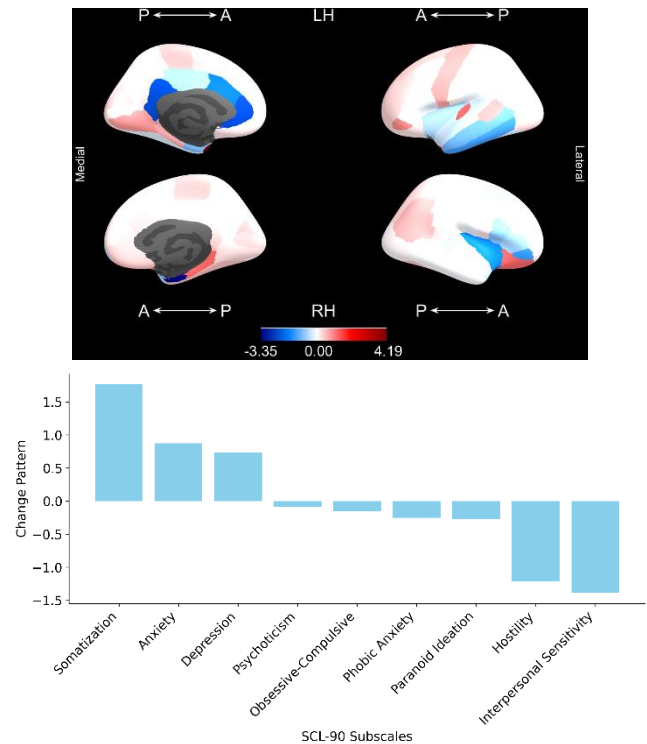 P ⟷ A LH A ⟷ P
Medial
Lateral
A ⟷ P RH P ⟷ A
-3.35 0.00 4.19
Change Pattern
1.5
1.0
0.5
0.0
−0.5
−1.0
−1.5
Somatization
Anxiety
Depression
Psychoticism
Obsessive-Compulsive
Phobic Anxiety
Paranoid Ideation
Hostility
Interpersonal Sensitivity
SCL-90 Subscales